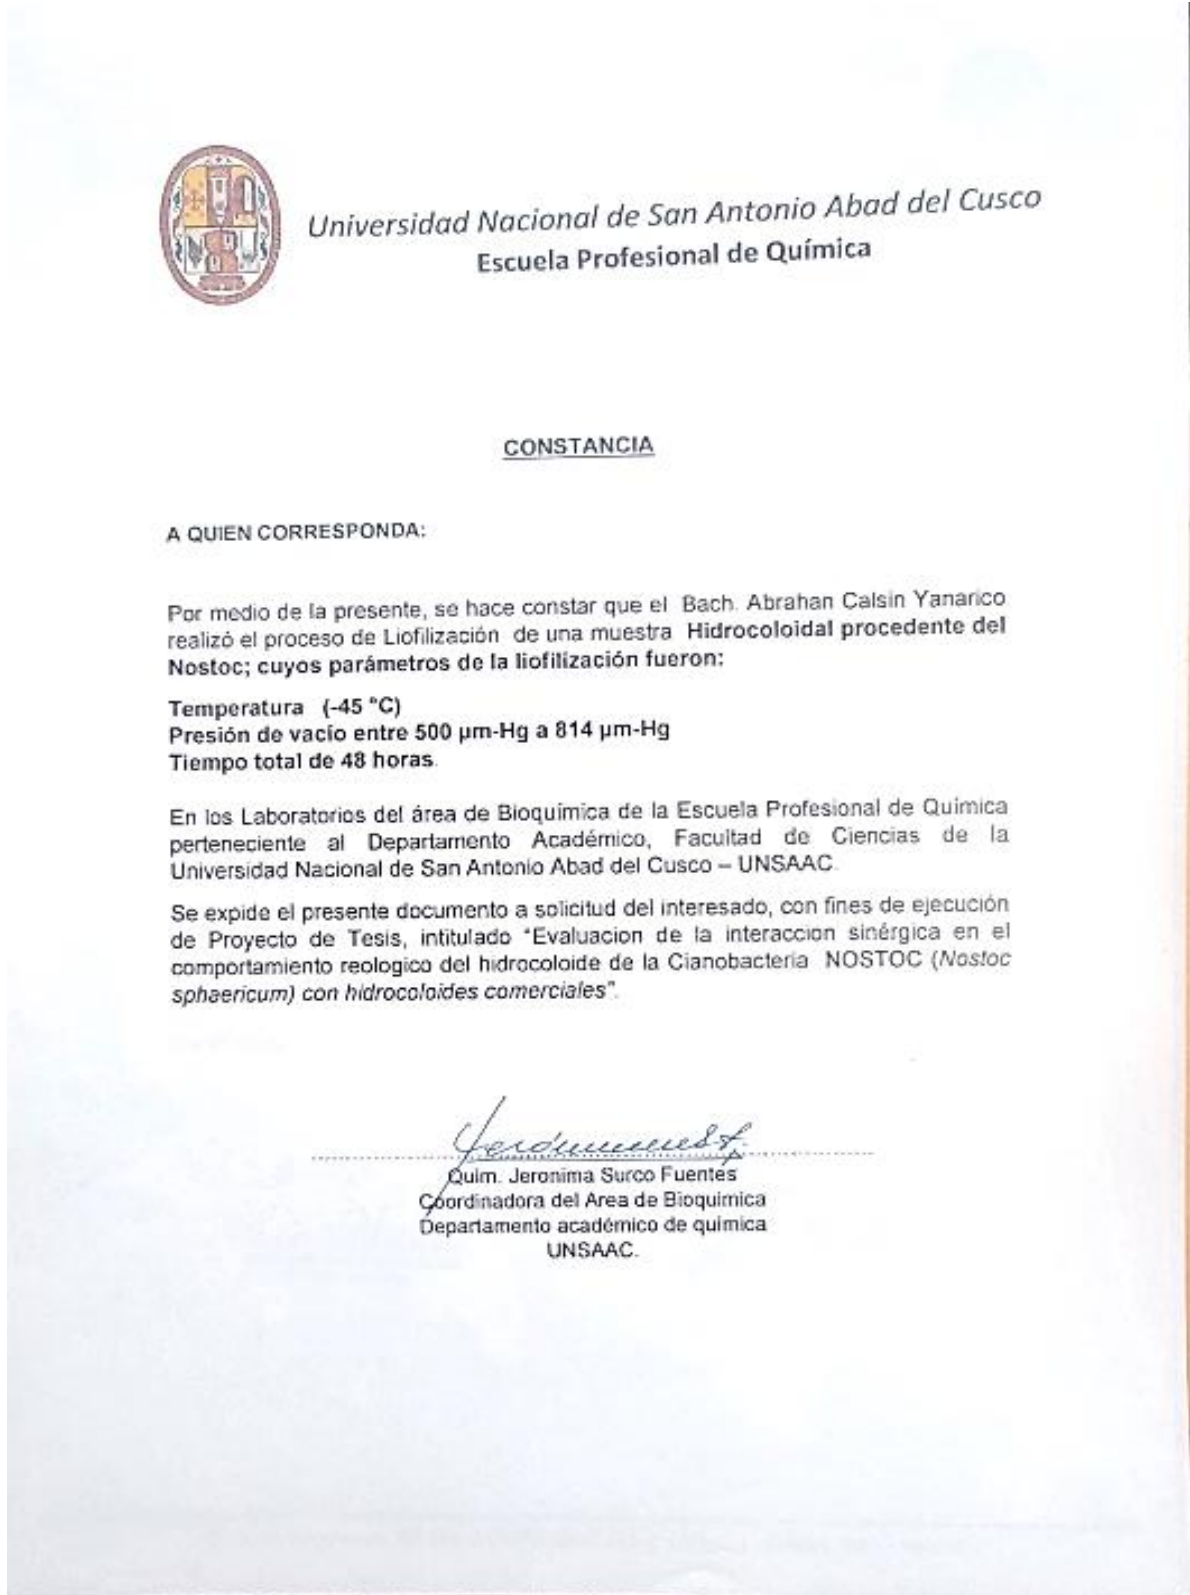 Universidad Nacional de San Antonio Abad del Cusco
Escuela Profesional de Química
CONSTANCIA
A QUIEN CORRESPONDA:
Por medio de la presente, se hace constar que el Bach. Abrahan Calsin Yanarico
realizó el proceso de Liofilización de una muestra Hidrocoloidal procedente del
Nostoc; cuyos parámetros de la liofilización fueron:
Temperatura (-45 °C)
Presión de vacío entre 500 µm-Hg a 814 µm-Hg
Tiempo total de 48 horas.
En los Laboratorios del área de Bioquímica de la Escuela Profesional de Química
perteneciente al Departamento Académico, Facultad de Ciencias de la
Universidad Nacional de San Antonio Abad del Cusco – UNSAAC.
Se expide el presente documento a solicitud del interesado, con fines de ejecución
de Proyecto de Tesis, intitulado "Evaluacion de la interaccion sinérgica en el
comportamiento reologico del hidrocoloide de la Cianobacteria NOSTOC (Nostoc
sphaericum) con hidrocoloides comerciales".
Quim. Jeronima Surco Fuentes
Coordinadora del Area de Bioquimica
Departamento académico de quimica
UNSAAC.